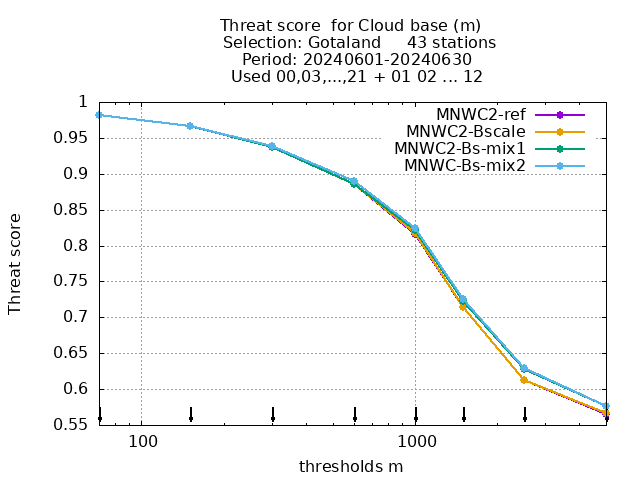 Threat score  for Cloud base (m)
Selection: Gotaland     43 stations
Period: 20240601-20240630
Used 00,03,...,21 + 01 02 ... 12
MNWC2-ref
MNWC2-Bscale
MNWC2-Bs-mix1
MNWC-Bs-mix2
Threat score
1
0.95
0.9
0.85
0.8
0.75
0.7
0.65
0.6
0.55
100 1000
thresholds m